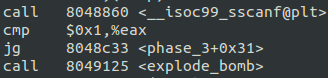 call   8048860 <__isoc99_sscanf@plt>
cmp    $0x1,%eax
jg     8048c33 <phase_3+0x31>
call   8049125 <explode_bomb>